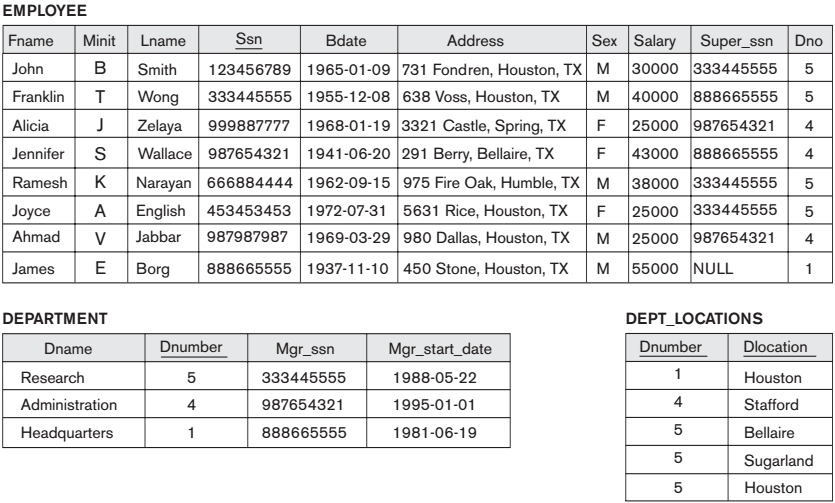 EMPLOYEE
Fname Minit Lname Ssn Bdate Address Sex Salary Super_ssn Dno
John B Smith 123456789 1965-01-09 731 Fondren, Houston, TX M 30000 333445555 5
Franklin T Wong 333445555 1955-12-08 638 Voss, Houston, TX M 40000 888665555 5
Alicia J Zelaya 999887777 1968-01-19 3321 Castle, Spring, TX F 25000 987654321 4
Jennifer S Wallace 987654321 1941-06-20 291 Berry, Bellaire, TX F 43000 888665555 4
Ramesh K Narayan 666884444 1962-09-15 975 Fire Oak, Humble, TX M 38000 333445555 5
Joyce A English 453453453 1972-07-31 5631 Rice, Houston, TX F 25000 333445555 5
Ahmad V Jabbar 987987987 1969-03-29 980 Dallas, Houston, TX M 25000 987654321 4
James E Borg 888665555 1937-11-10 450 Stone, Houston, TX M 55000 NULL 1
DEPARTMENT
Dname Dnumber Mgr_ssn Mgr_start_date
Research 5 333445555 1988-05-22
Administration 4 987654321 1995-01-01
Headquarters 1 888665555 1981-06-19
DEPT_LOCATIONS
Dnumber Dlocation
1 Houston
4 Stafford
5 Bellaire
5 Sugarland
5 Houston